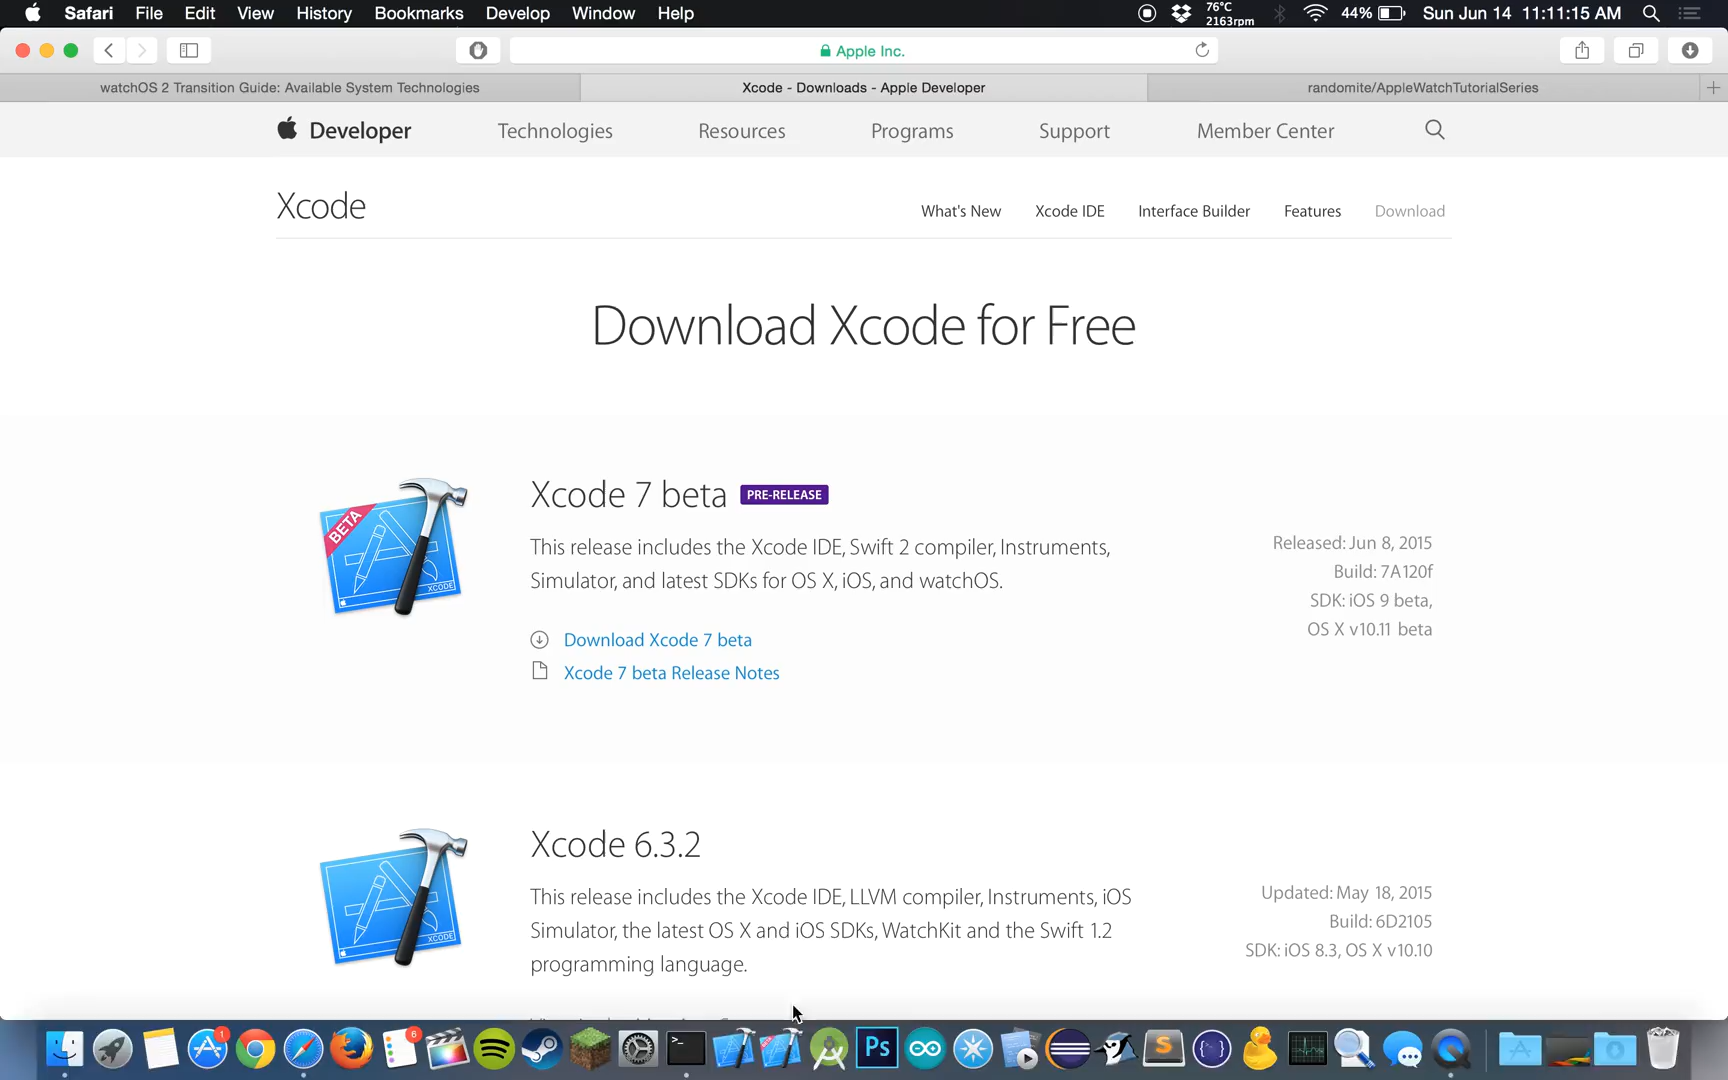 Safari File Edit View History Bookmarks Develop Window Help
76°C
2163rpm
44%
Sun Jun 14 11:11:15 AM
Apple Inc.
watchOS 2 Transition Guide: Available System Technologies
Xcode - Downloads - Apple Developer
randomite/AppleWatchTutorialSeries
Developer
Technologies
Resources
Programs
Support
Member Center
Xcode
What's New
Xcode IDE
Interface Builder
Features
Download
Download Xcode for Free
BETA
XCODE
Xcode 7 beta PRE-RELEASE
This release includes the Xcode IDE, Swift 2 compiler, Instruments,
Simulator, and latest SDKs for OS X, iOS, and watchOS.
Download Xcode 7 beta
Xcode 7 beta Release Notes
Released: Jun 8, 2015
Build: 7A120f
SDK: iOS 9 beta,
OS X v10.11 beta
XCODE
Xcode 6.3.2
This release includes the Xcode IDE, LLVM compiler, Instruments, iOS
Simulator, the latest OS X and iOS SDKs, WatchKit and the Swift 1.2
programming language.
Updated: May 18, 2015
Build: 6D2105
SDK: iOS 8.3, OS X v10.10
1
6
Ps
S